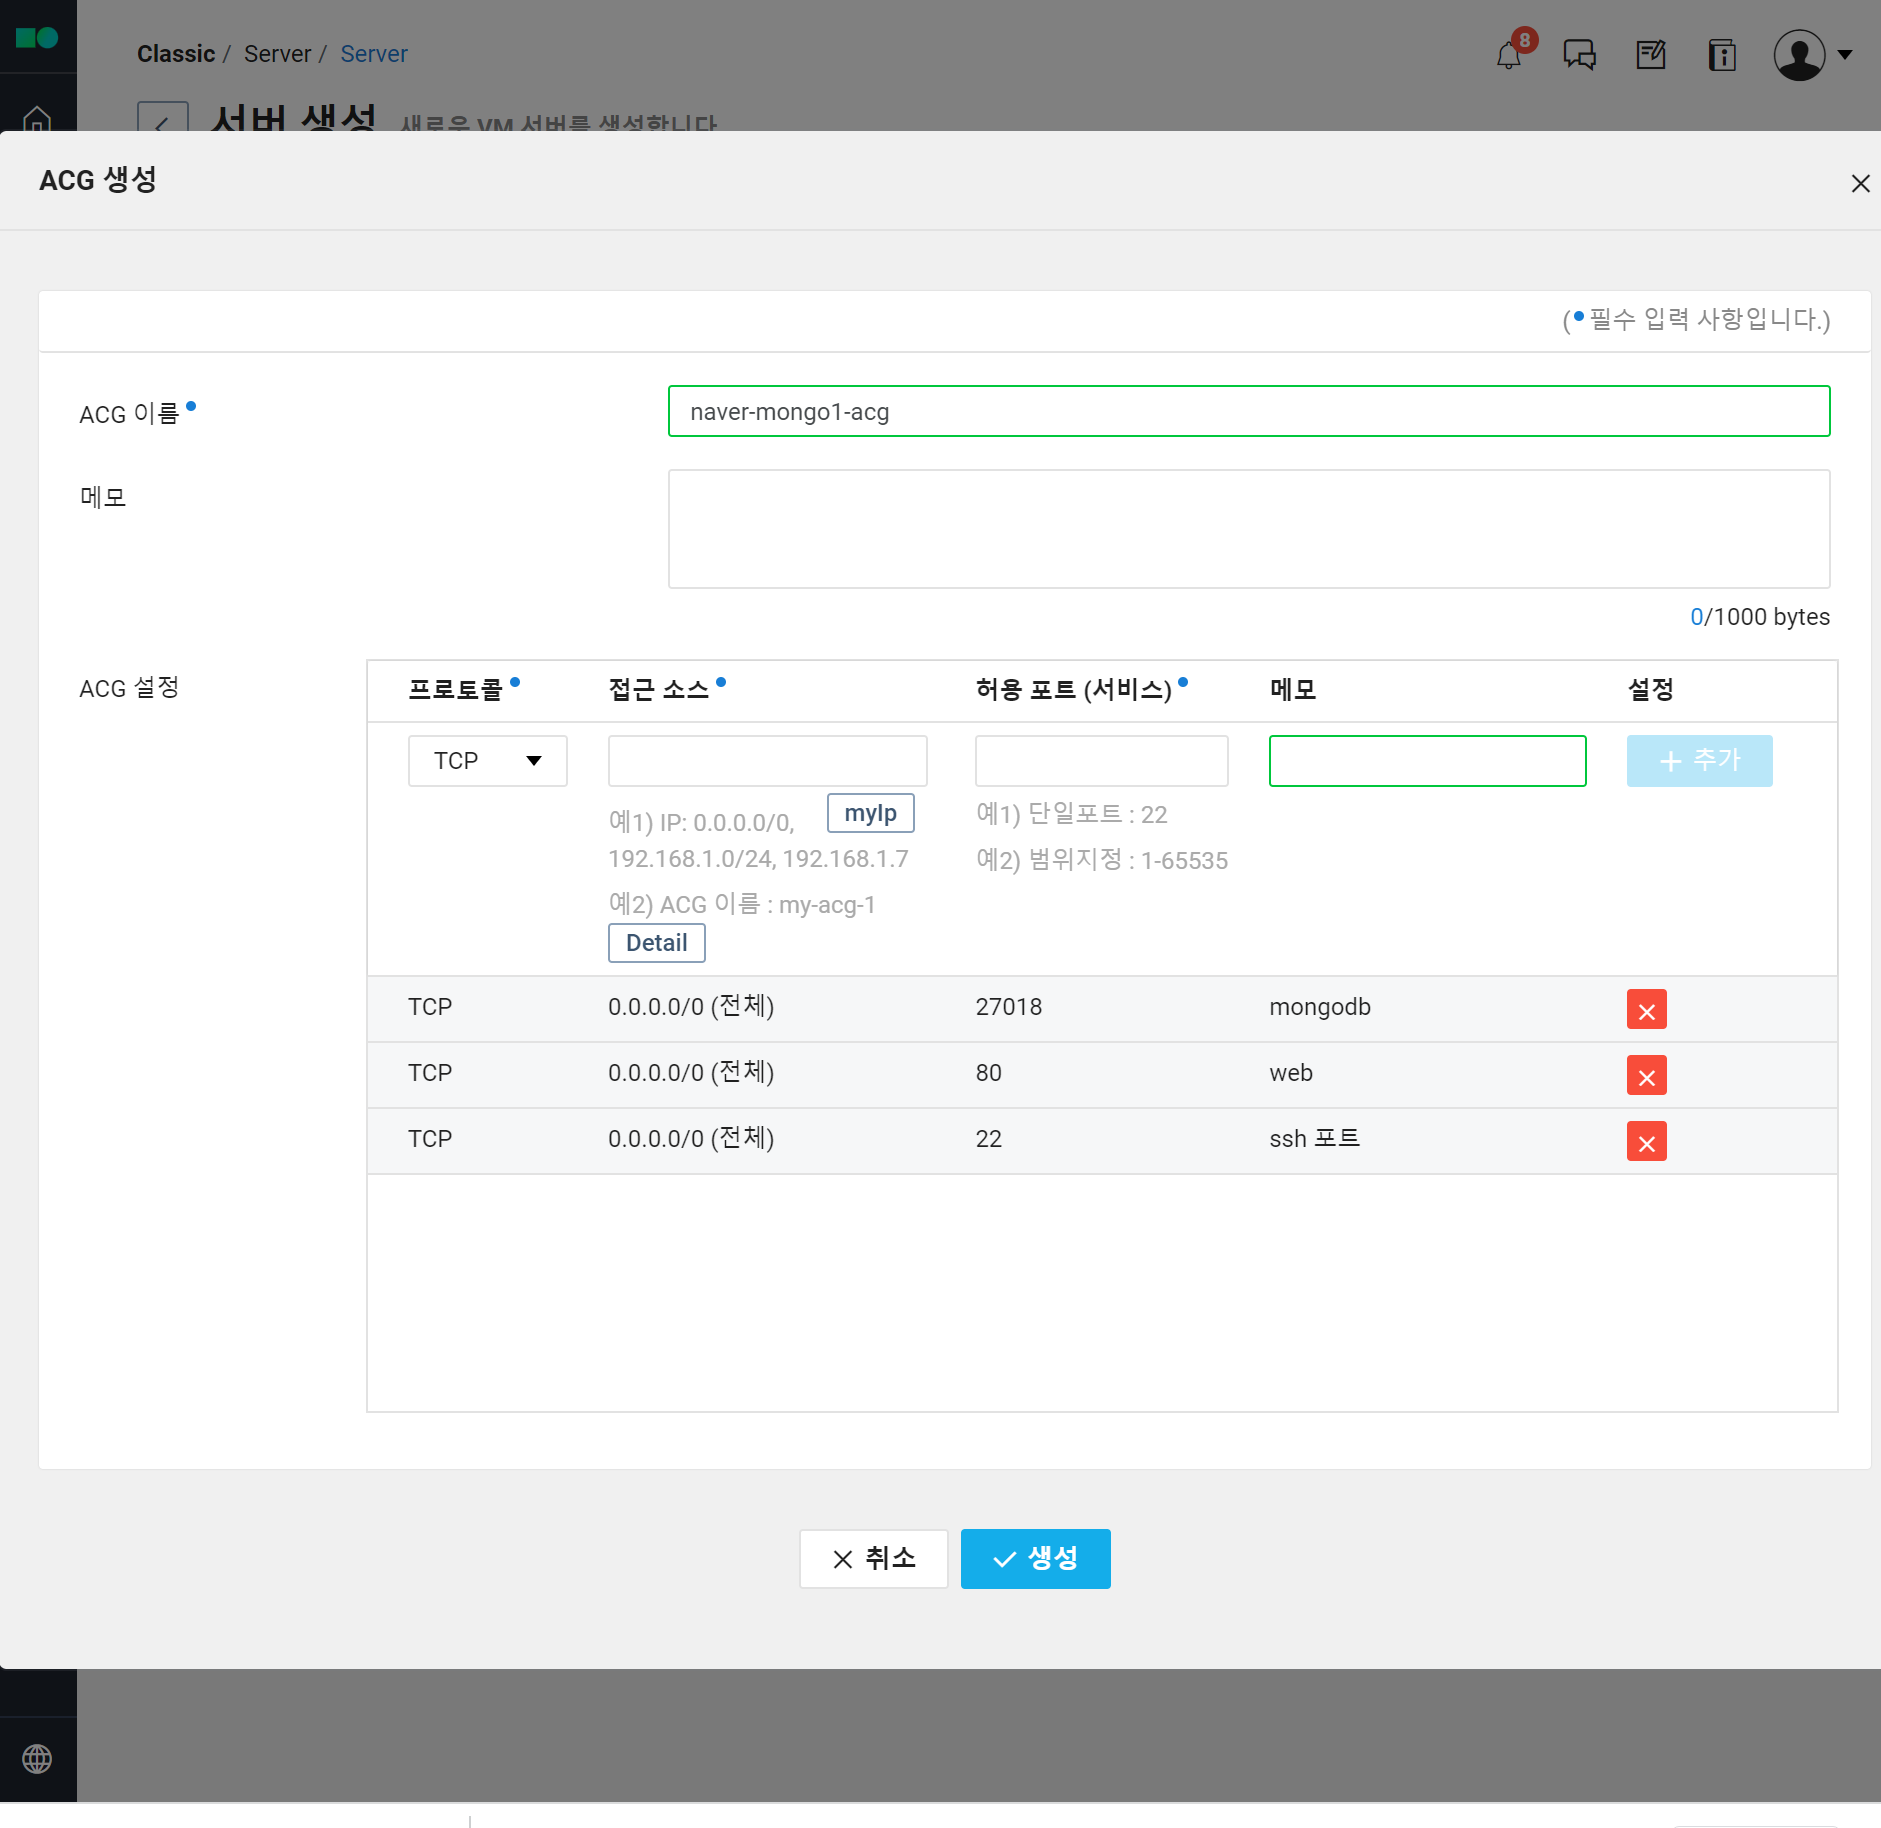 Classic / Server / Server
8
서버 생성 새로운 VM 서버를 생성합니다
ACG 생성
( 필수 입력 사항입니다.)
ACG 이름
naver-mongo1-acg
메모
0/1000 bytes
ACG 설정
프로토콜 접근 소스 허용 포트 (서비스) 메모 설정
TCP + 추가
예1) IP: 0.0.0.0/0, myIp
192.168.1.0/24, 192.168.1.7
예2) ACG 이름 : my-acg-1
Detail
예1) 단일포트 : 22
예2) 범위지정 : 1-65535
TCP 0.0.0.0/0 (전체) 27018 mongodb
TCP 0.0.0.0/0 (전체) 80 web
TCP 0.0.0.0/0 (전체) 22 ssh 포트
취소 생성